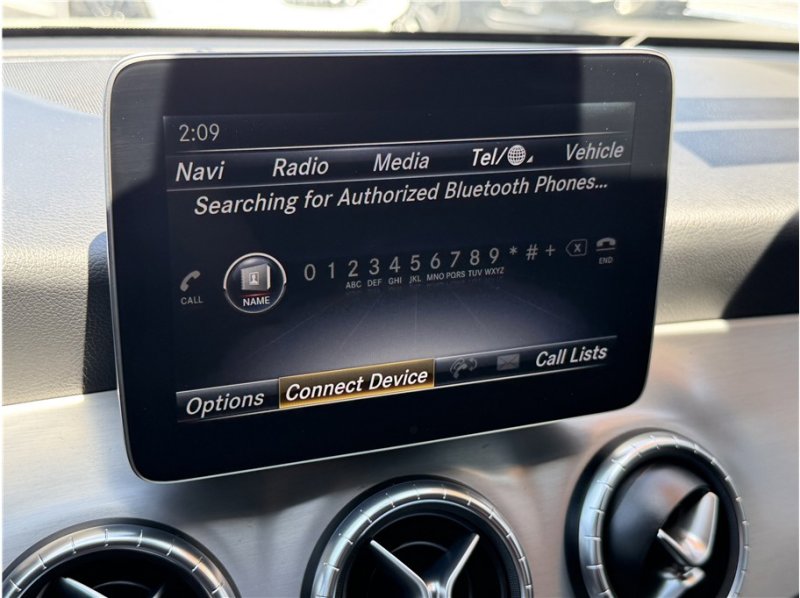 2:09
Navi Radio Media Tel/ Vehicle
Searching for Authorized Bluetooth Phones...
CALL NAME 0 1 2 3 4 5 6 7 8 9 * # + X END
ABC DEF GHI JKL MNO PQRS TUV WXYZ
Options Connect Device Call Lists